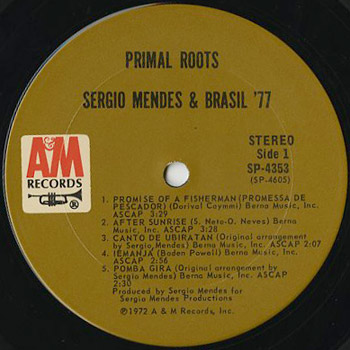 PRIMAL ROOTS
SERGIO MENDES & BRASIL '77
A&M
RECORDS
®
STEREO
Side 1
SP-4353
(SP-4605)
1. PROMISE OF A FISHERMAN (PROMESSA DE
PESCADOR) (Dorival Caymmi) Berna Music, Inc.
ASCAP 3:29
2. AFTER SUNRISE (S. Neto-O. Neves) Berna
Music, Inc. ASCAP 3:28
3. CANTO DE UBIRATAN (Original arrangement by
Sergio Mendes) Berna Music, Inc. ASCAP 2:07
4. IEMANJA (Baden Powell) Berna Music, Inc.
ASCAP 2:56
5. POMBA GIRA (Original arrangement by
Sergio Mendes) Berna Music, Inc. ASCAP
2:30
Produced by Sergio Mendes for
Sergio Mendes Productions
℗ 1972 A & M Records, Inc.